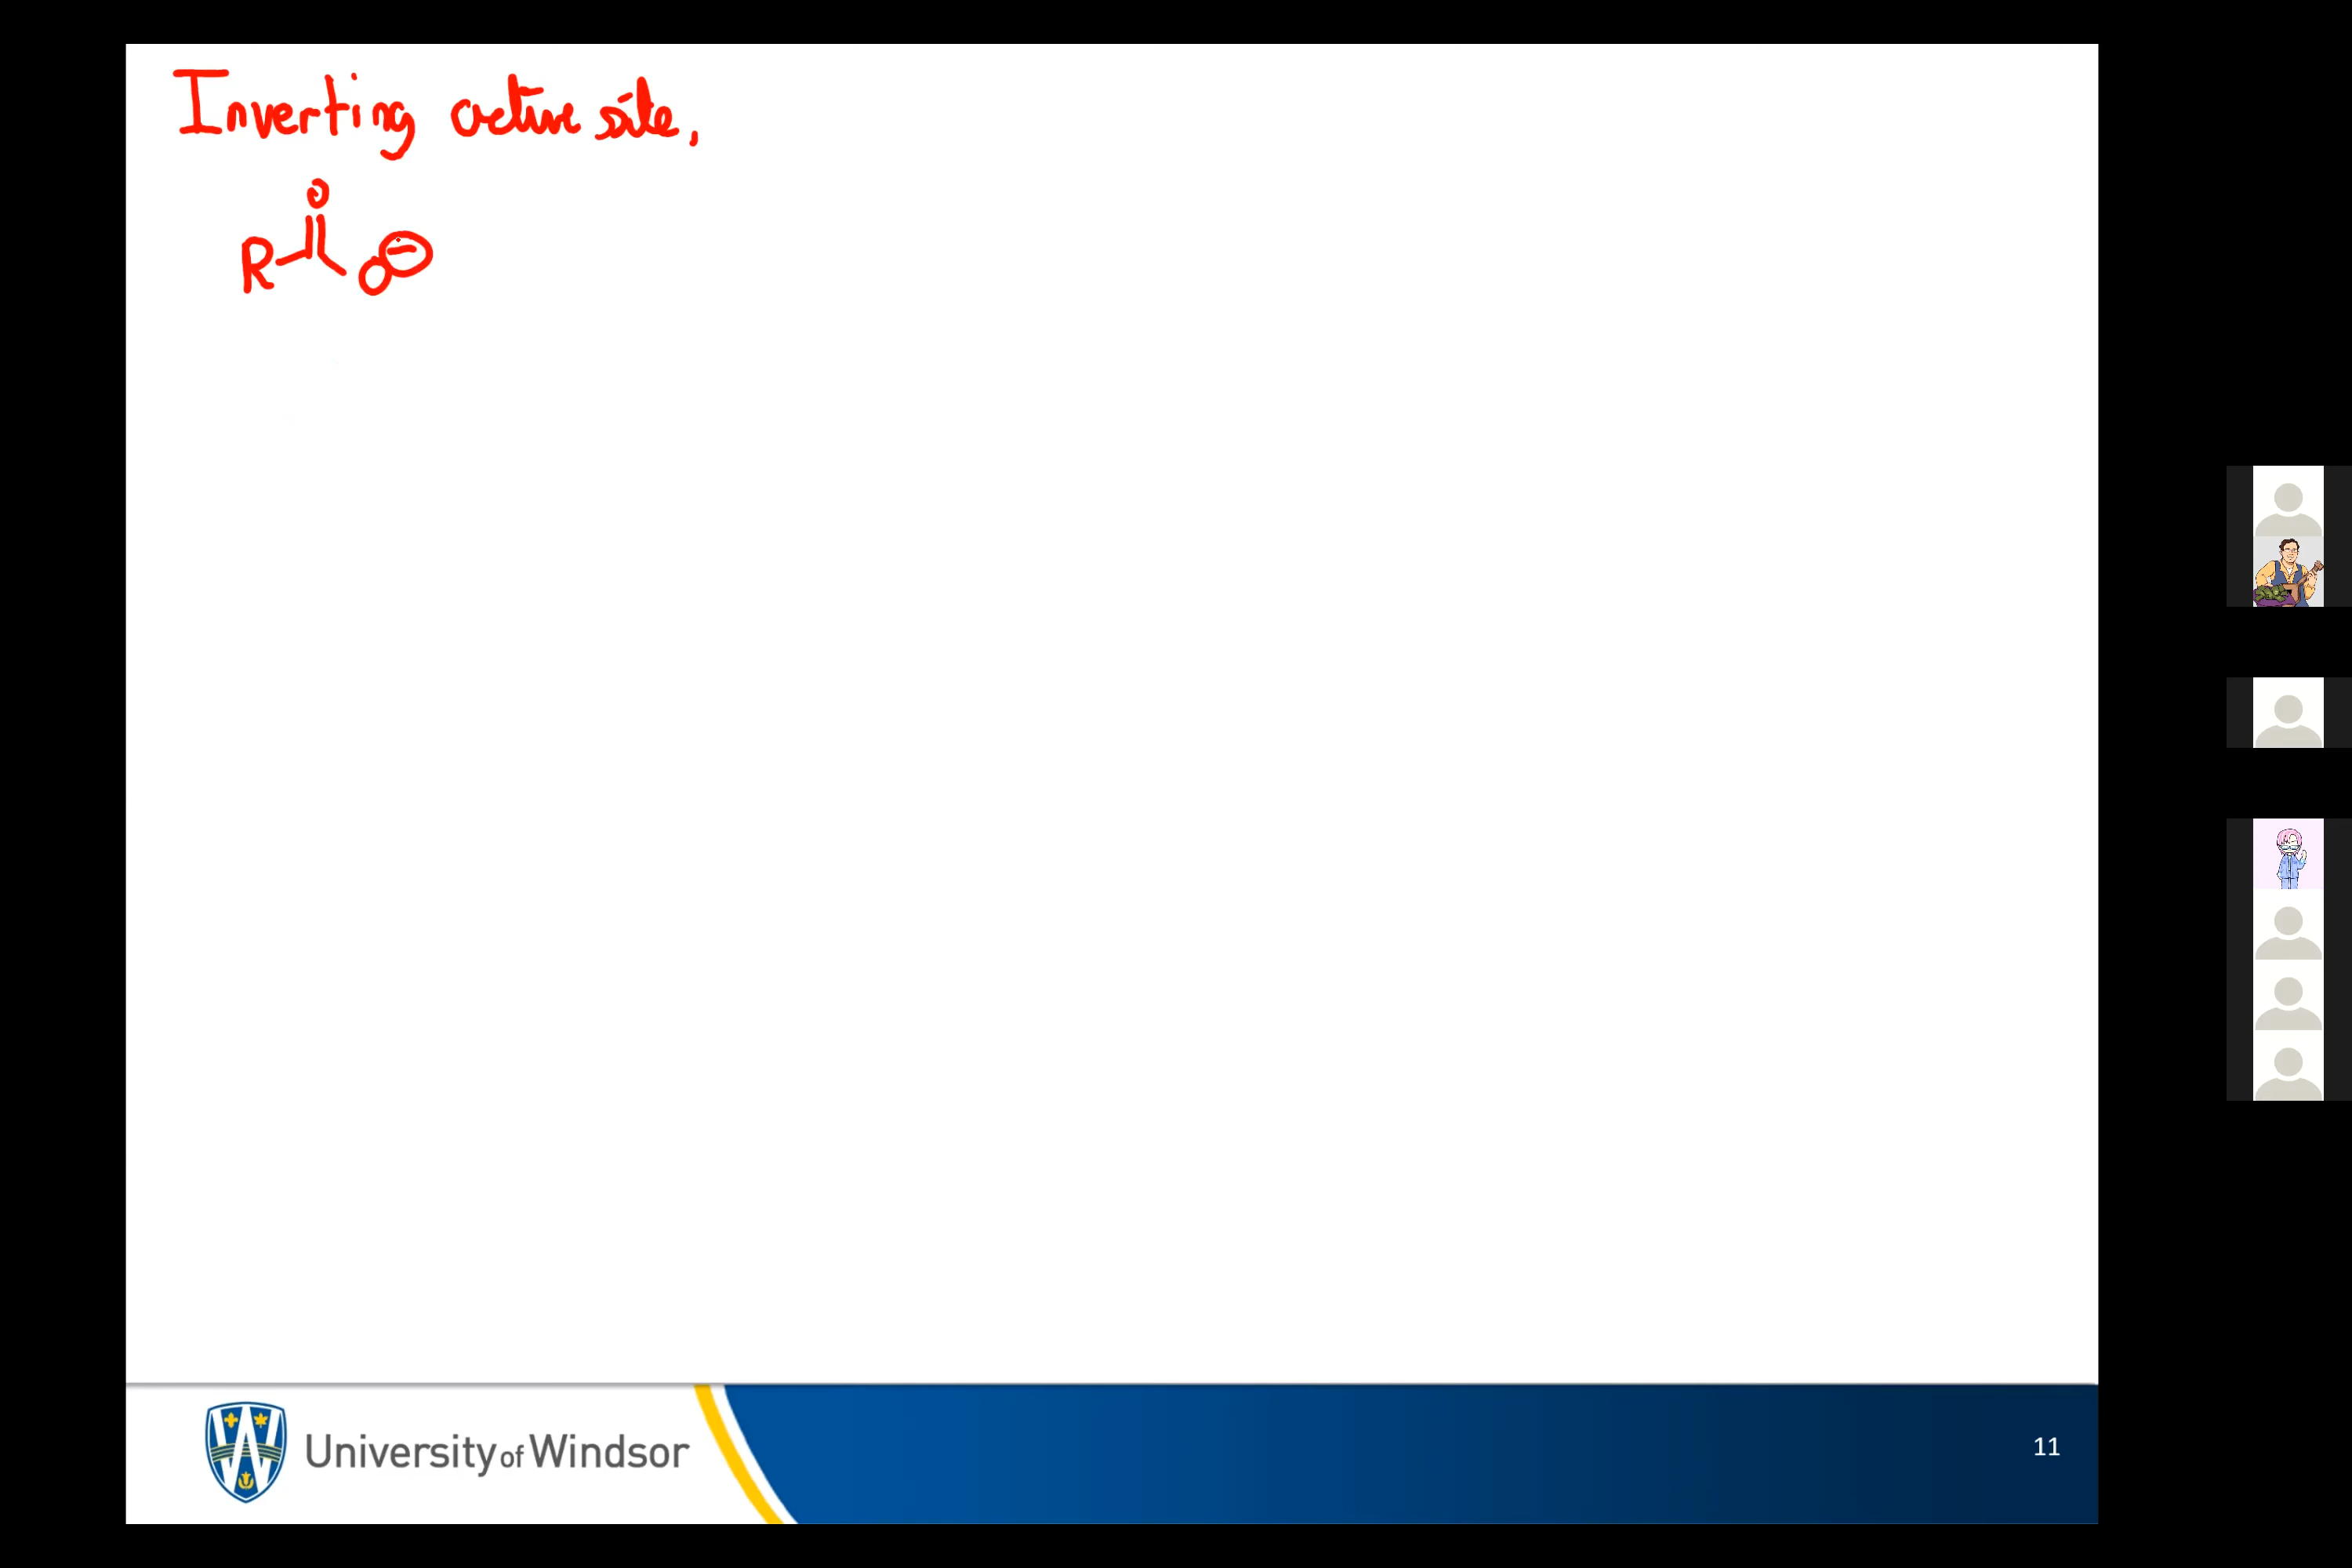 Inverting active site,
O
R O⊖
University of Windsor
11